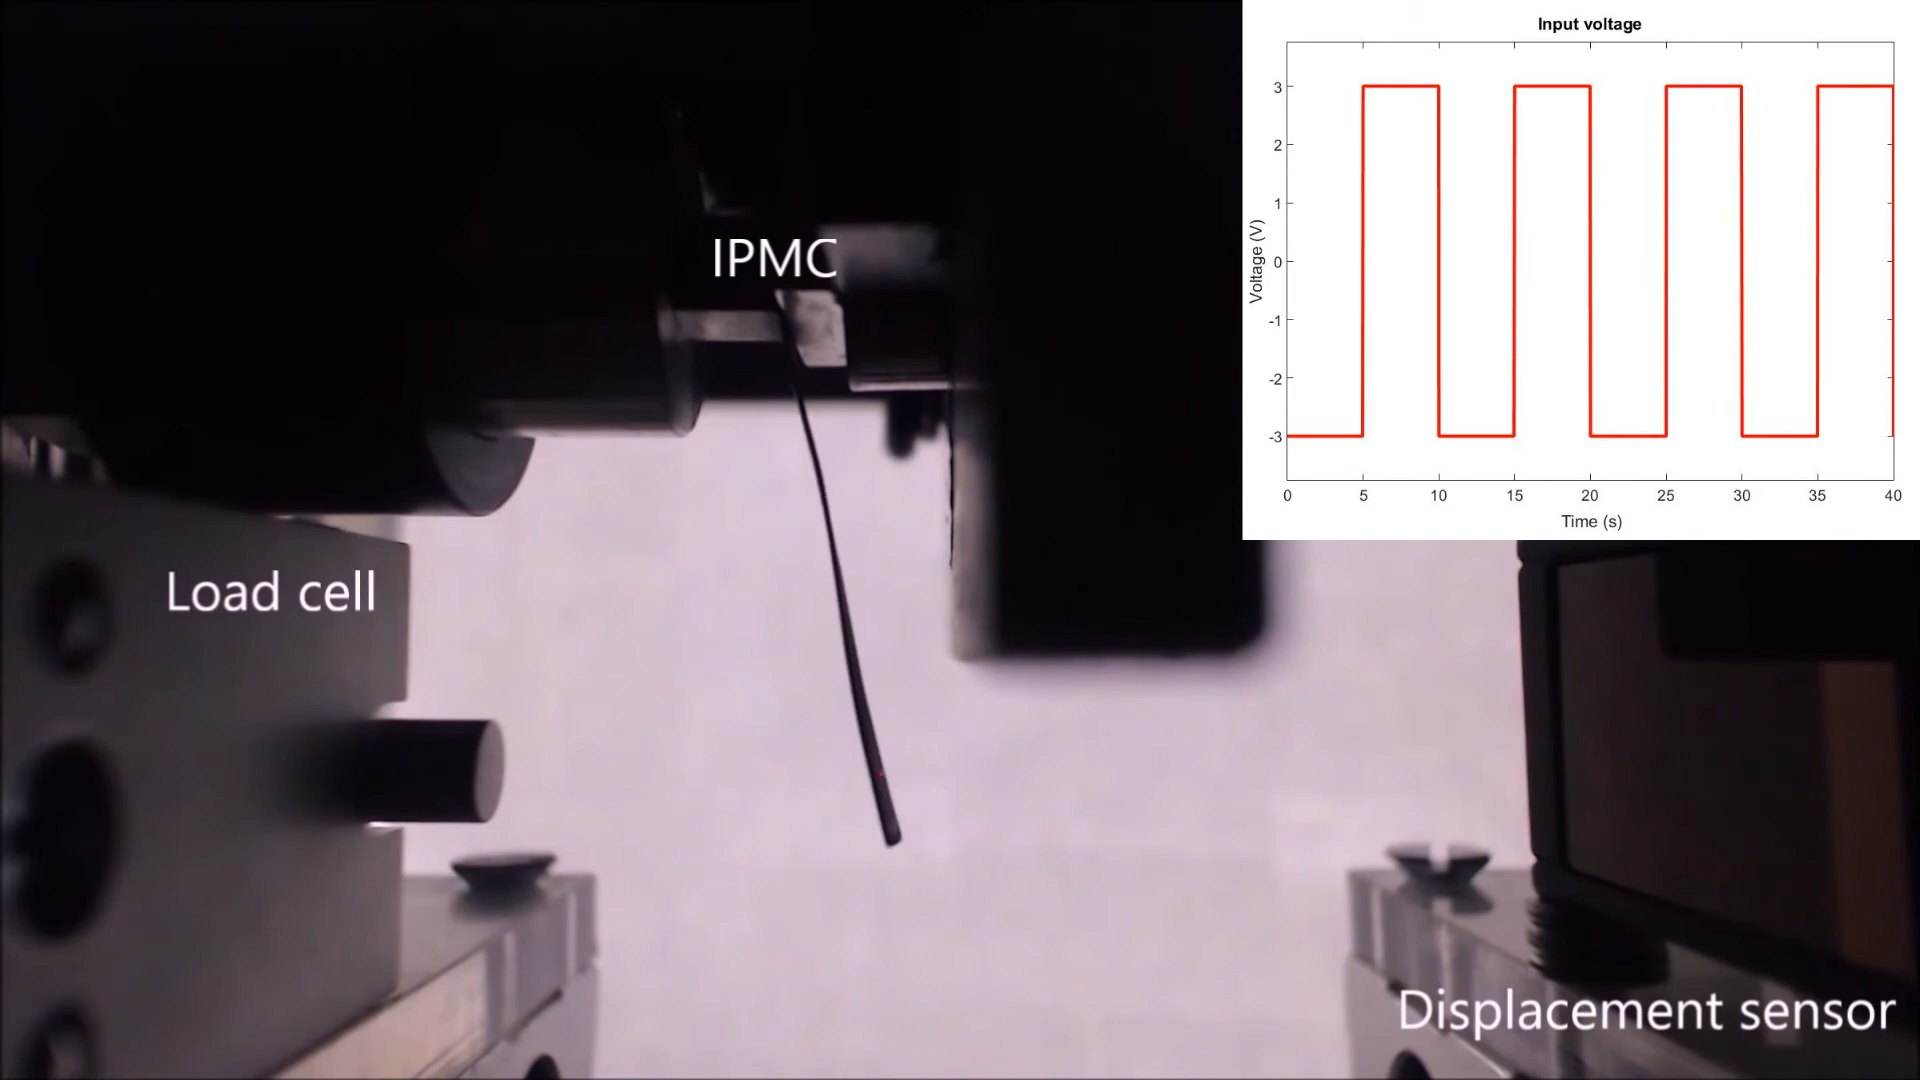 Input voltage
3
2
1
0
-1
-2
-3
Voltage (V)
0 5 10 15 20 25 30 35 40
Time (s)
IPMC
Load cell
Displacement sensor